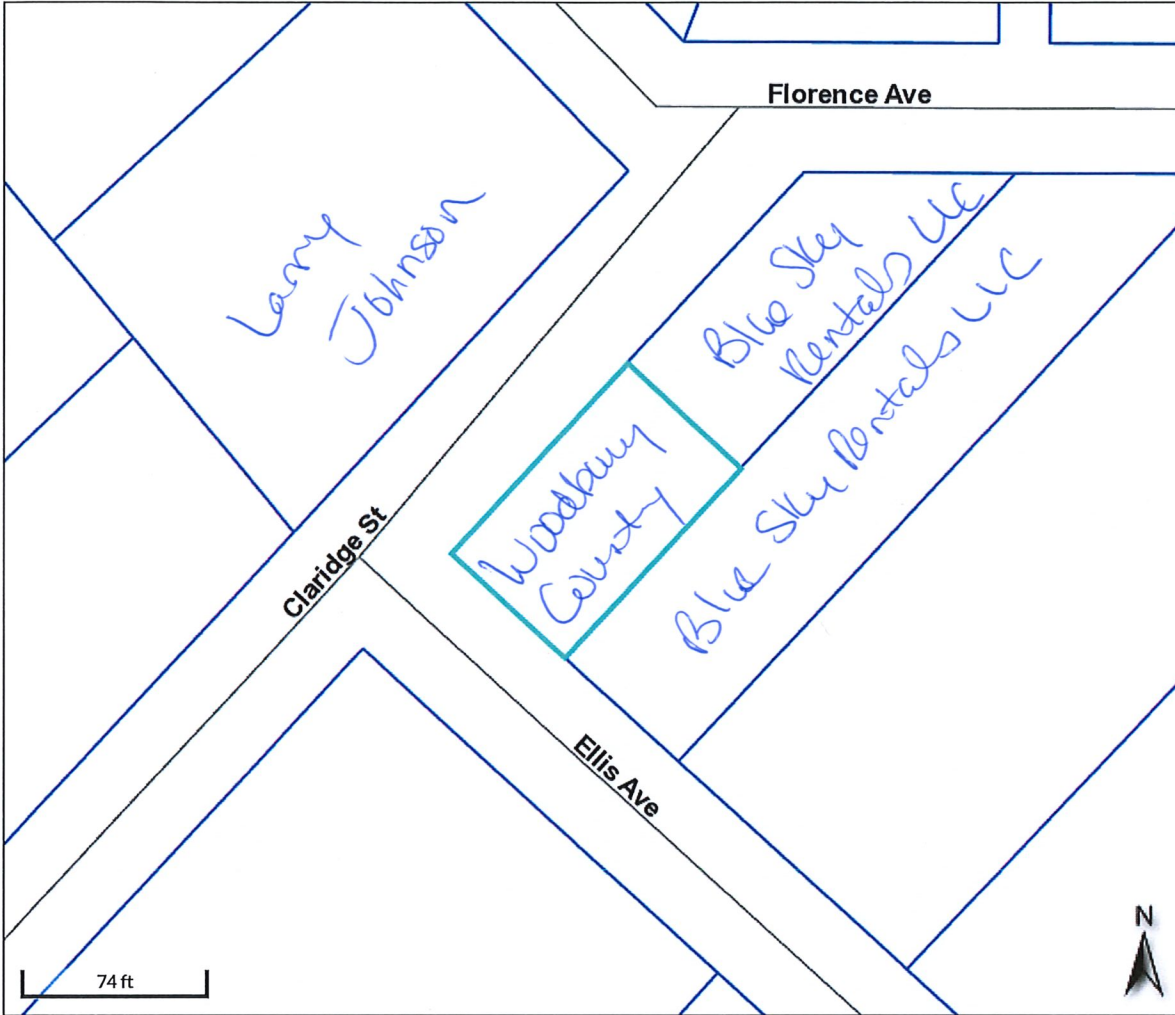 Florence Ave
Larry
Johnson
Blue Sky
Rentals LLC
Blue Sky Rentals LLC
Woodbury
County
Claridge St
Ellis Ave
N
74 ft